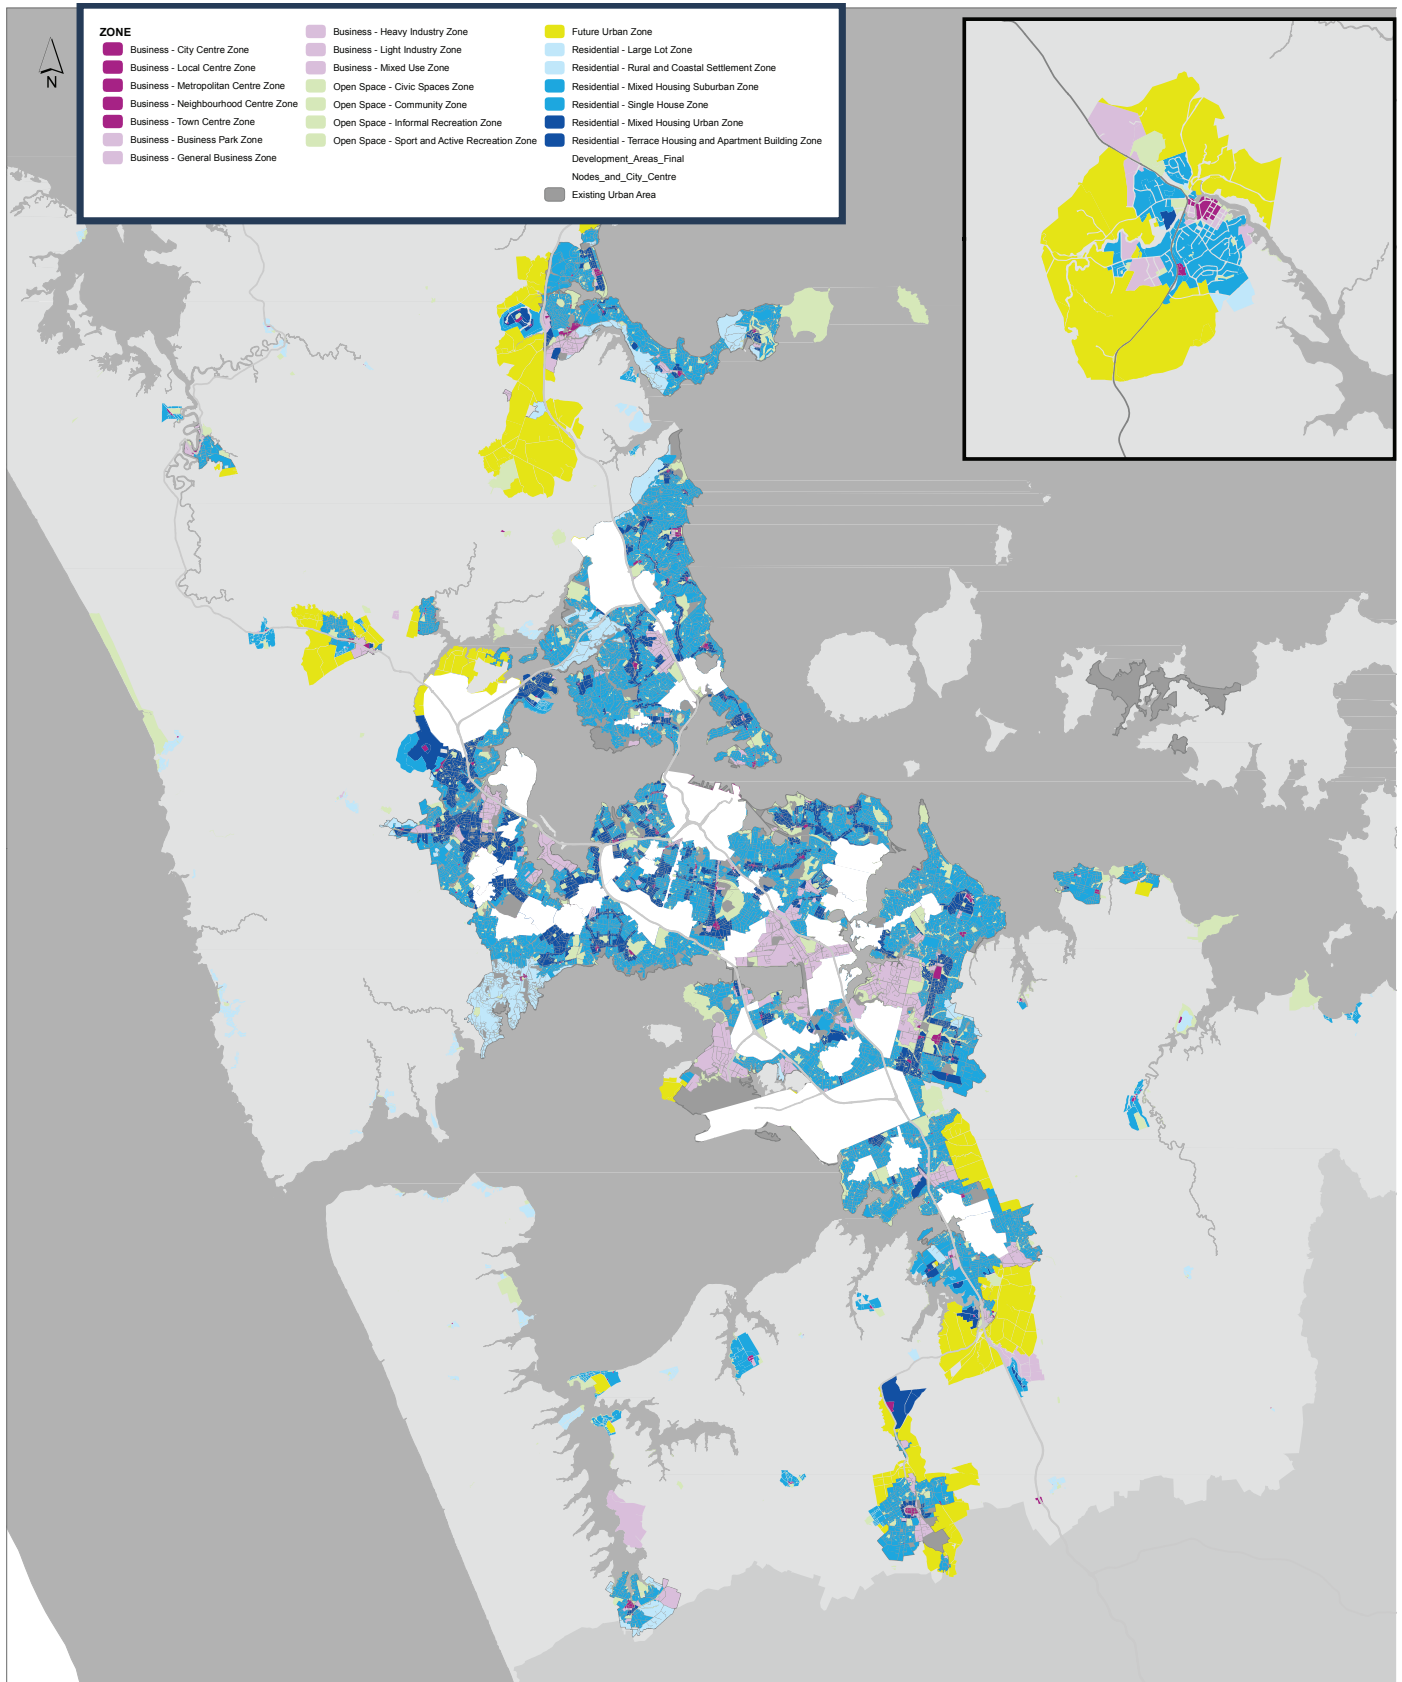 N
ZONE
Business - City Centre Zone
Business - Local Centre Zone
Business - Metropolitan Centre Zone
Business - Neighbourhood Centre Zone
Business - Town Centre Zone
Business - Business Park Zone
Business - General Business Zone
Business - Heavy Industry Zone
Business - Light Industry Zone
Business - Mixed Use Zone
Open Space - Civic Spaces Zone
Open Space - Community Zone
Open Space - Informal Recreation Zone
Open Space - Sport and Active Recreation Zone
Future Urban Zone
Residential - Large Lot Zone
Residential - Rural and Coastal Settlement Zone
Residential - Mixed Housing Suburban Zone
Residential - Single House Zone
Residential - Mixed Housing Urban Zone
Residential - Terrace Housing and Apartment Building Zone
Development_Areas_Final
Nodes_and_City_Centre
Existing Urban Area